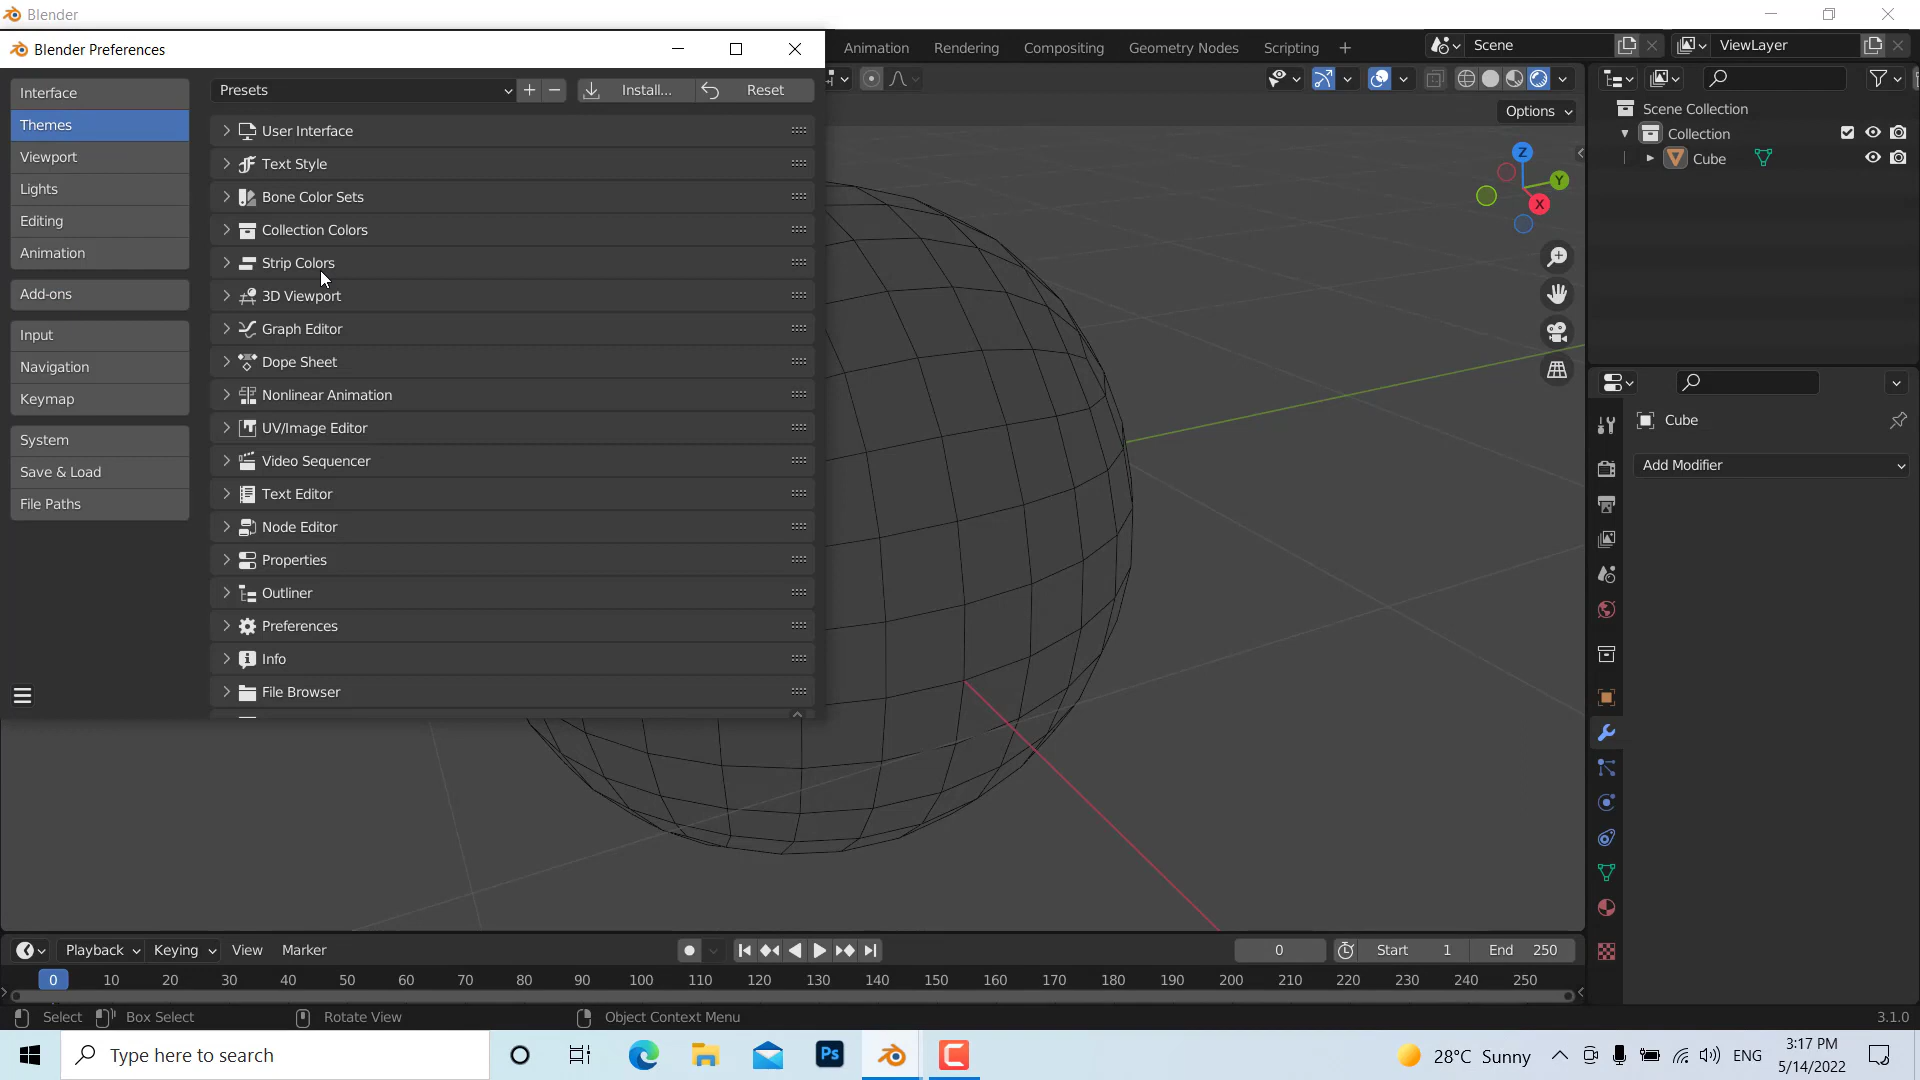 Blender
Blender Preferences
Animation Rendering Compositing Geometry Nodes Scripting
Scene
ViewLayer
Interface
Themes
Viewport
Lights
Editing
Animation
Add-ons
Input
Navigation
Keymap
System
Save & Load
File Paths
Presets
Install...
Reset
User Interface
Text Style
Bone Color Sets
Collection Colors
Strip Colors
3D Viewport
Graph Editor
Dope Sheet
Nonlinear Animation
UV/Image Editor
Video Sequencer
Text Editor
Node Editor
Properties
Outliner
Preferences
Info
File Browser
Options
Z
Y
X
Scene Collection
Collection
Cube
Cube
Add Modifier
Playback Keying View Marker
0
Start 1
End 250
0 10 20 30 40 50 60 70 80 90 100 110 120 130 140 150 160 170 180 190 200 210 220 230 240 250
Select Box Select Rotate View Object Context Menu
3.1.0
Type here to search
Ps
28°C Sunny
ENG
3:17 PM
5/14/2022